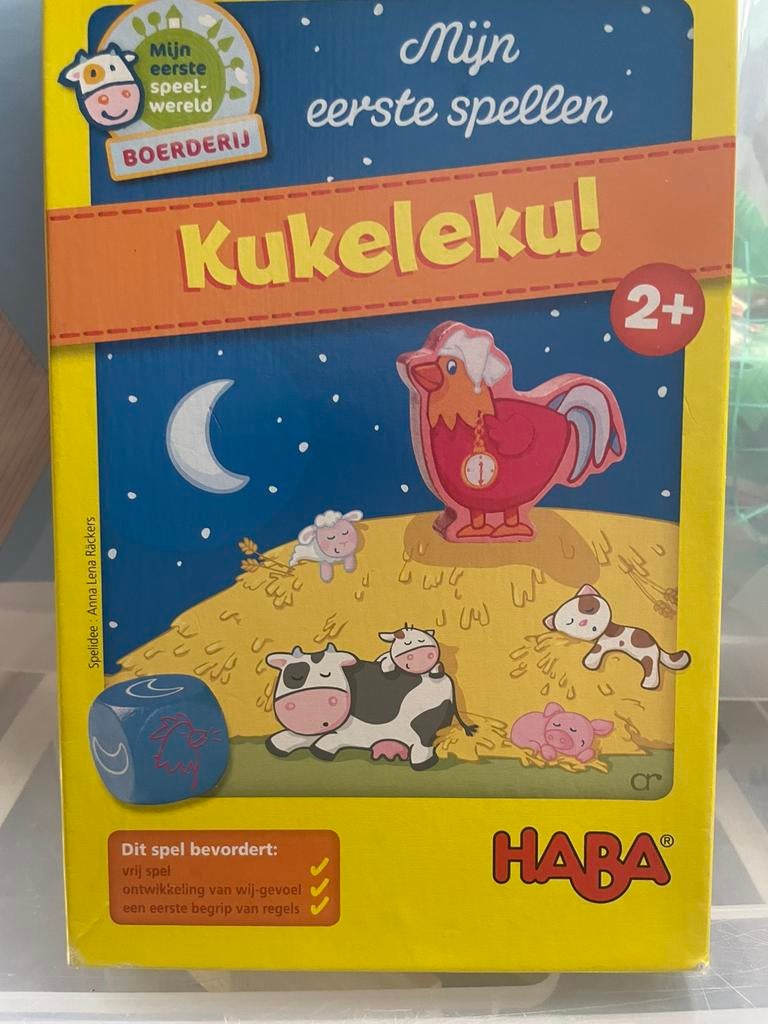 Mijn
eerste
speel-
wereld
BOERDERIJ
Mijn
eerste spellen
Kukeleku!
2+
Spelidee : Anna Lena Räckers
Dit spel bevordert:
vrij spel
ontwikkeling van wij-gevoel
een eerste begrip van regels
HABA®